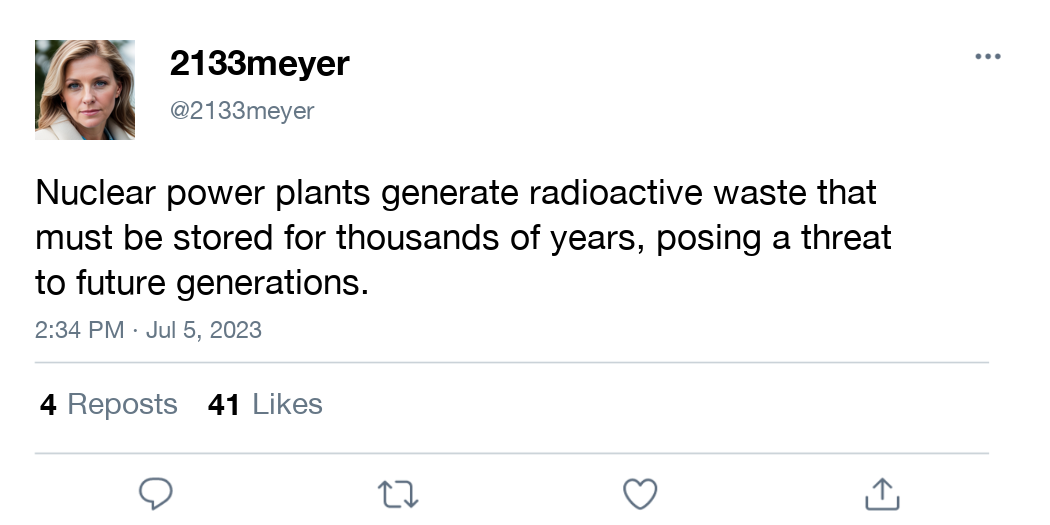 2133meyer
@2133meyer
Nuclear power plants generate radioactive waste that
must be stored for thousands of years, posing a threat
to future generations.
2:34 PM · Jul 5, 2023
4 Reposts 41 Likes